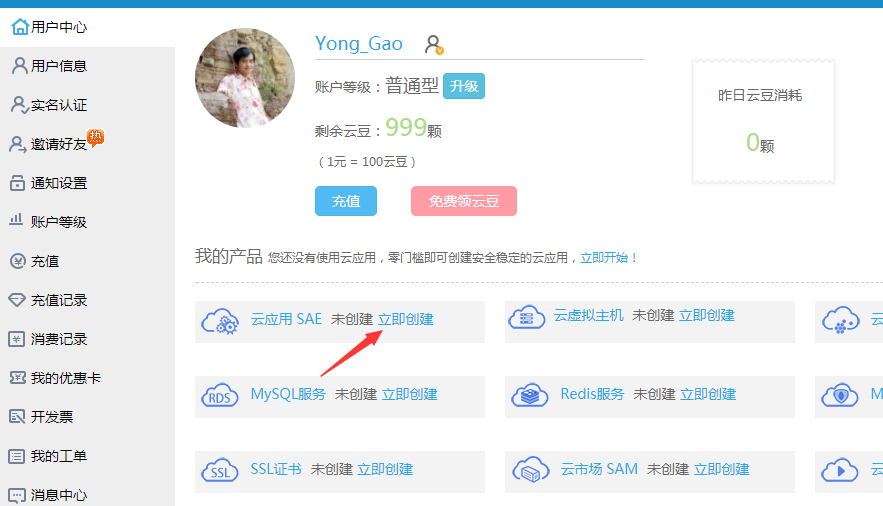 用户中心
用户信息
实名认证
邀请好友 热
通知设置
账户等级
充值
充值记录
消费记录
我的优惠卡
开发票
我的工单
消息中心
Yong_Gao
账户等级：普通型 升级
剩余云豆：999颗
（1元 = 100云豆）
充值 免费领云豆
昨日云豆消耗
0颗
我的产品 您还没有使用云应用，零门槛即可创建安全稳定的云应用，立即开始！
云应用 SAE 未创建 立即创建
云虚拟主机 未创建 立即创建
云
RDS MySQL服务 未创建 立即创建
Redis服务 未创建 立即创建
M
SSL SSL证书 未创建 立即创建
云市场 SAM 未创建 立即创建
云